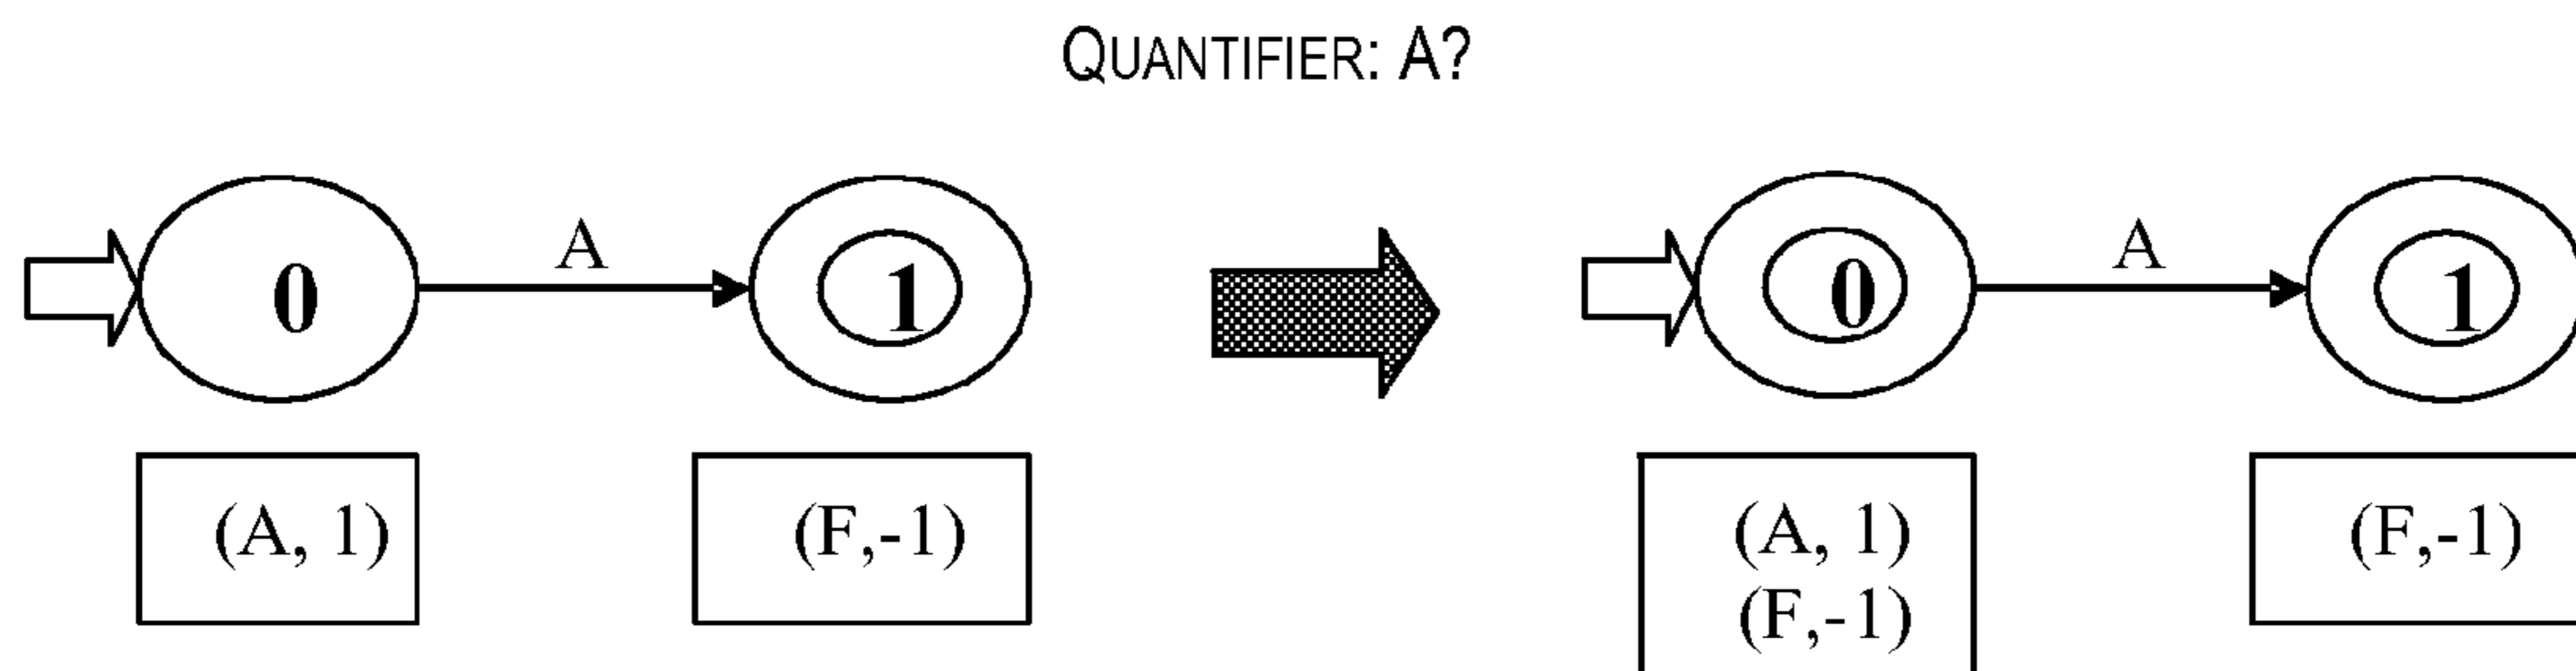 QUANTIFIER: A?
A
A
0
1
0
1
(A, 1)
(F,-1)
(A, 1)
(F,-1)
(F,-1)